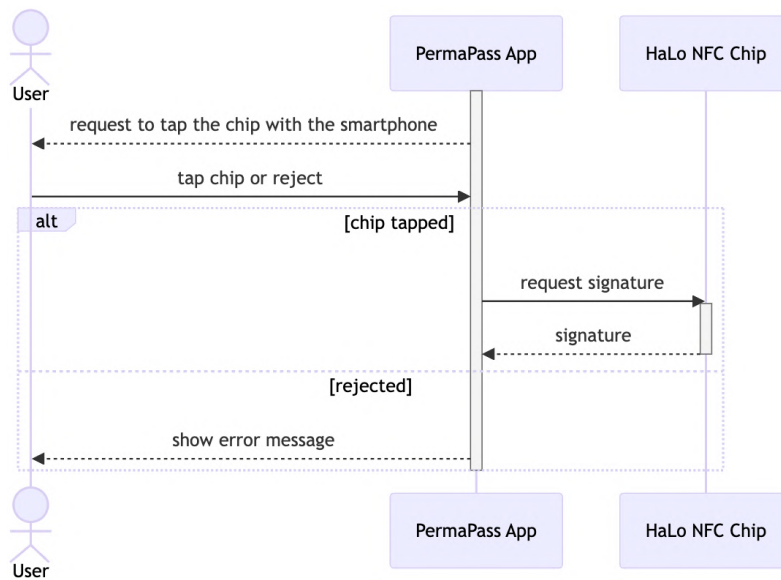 User
PermaPass App
HaLo NFC Chip
request to tap the chip with the smartphone
tap chip or reject
alt
[chip tapped]
request signature
signature
[rejected]
show error message
User
PermaPass App
HaLo NFC Chip